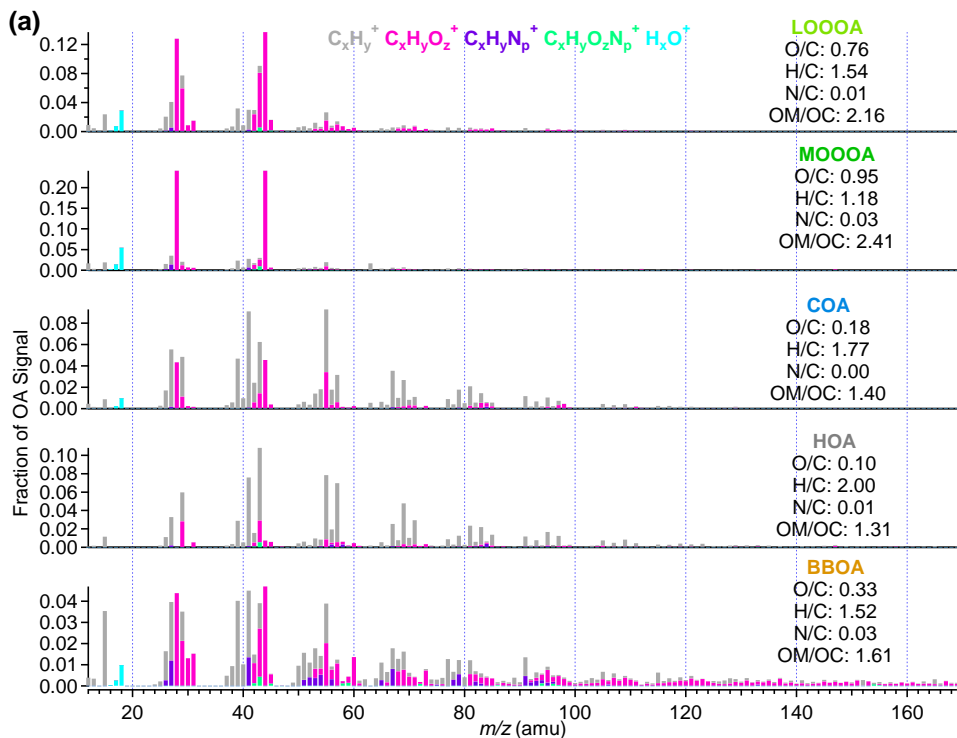 (a)
CₓHᵧ⁺ CₓHᵧO_z⁺ CₓHᵧNₚ⁺ CₓHᵧO_zNₚ⁺ HₓO⁺
LOOOA
O/C: 0.76
H/C: 1.54
N/C: 0.01
OM/OC: 2.16
0.12
0.08
0.04
0.00
MOOOA
O/C: 0.95
H/C: 1.18
N/C: 0.03
OM/OC: 2.41
0.20
0.15
0.10
0.05
0.00
COA
O/C: 0.18
H/C: 1.77
N/C: 0.00
OM/OC: 1.40
0.08
0.06
0.04
0.02
0.00
HOA
O/C: 0.10
H/C: 2.00
N/C: 0.01
OM/OC: 1.31
0.10
0.08
0.06
0.04
0.02
0.00
BBOA
O/C: 0.33
H/C: 1.52
N/C: 0.03
OM/OC: 1.61
0.04
0.03
0.02
0.01
0.00
Fraction of OA Signal
20 40 60 80 100 120 140 160
m/z (amu)